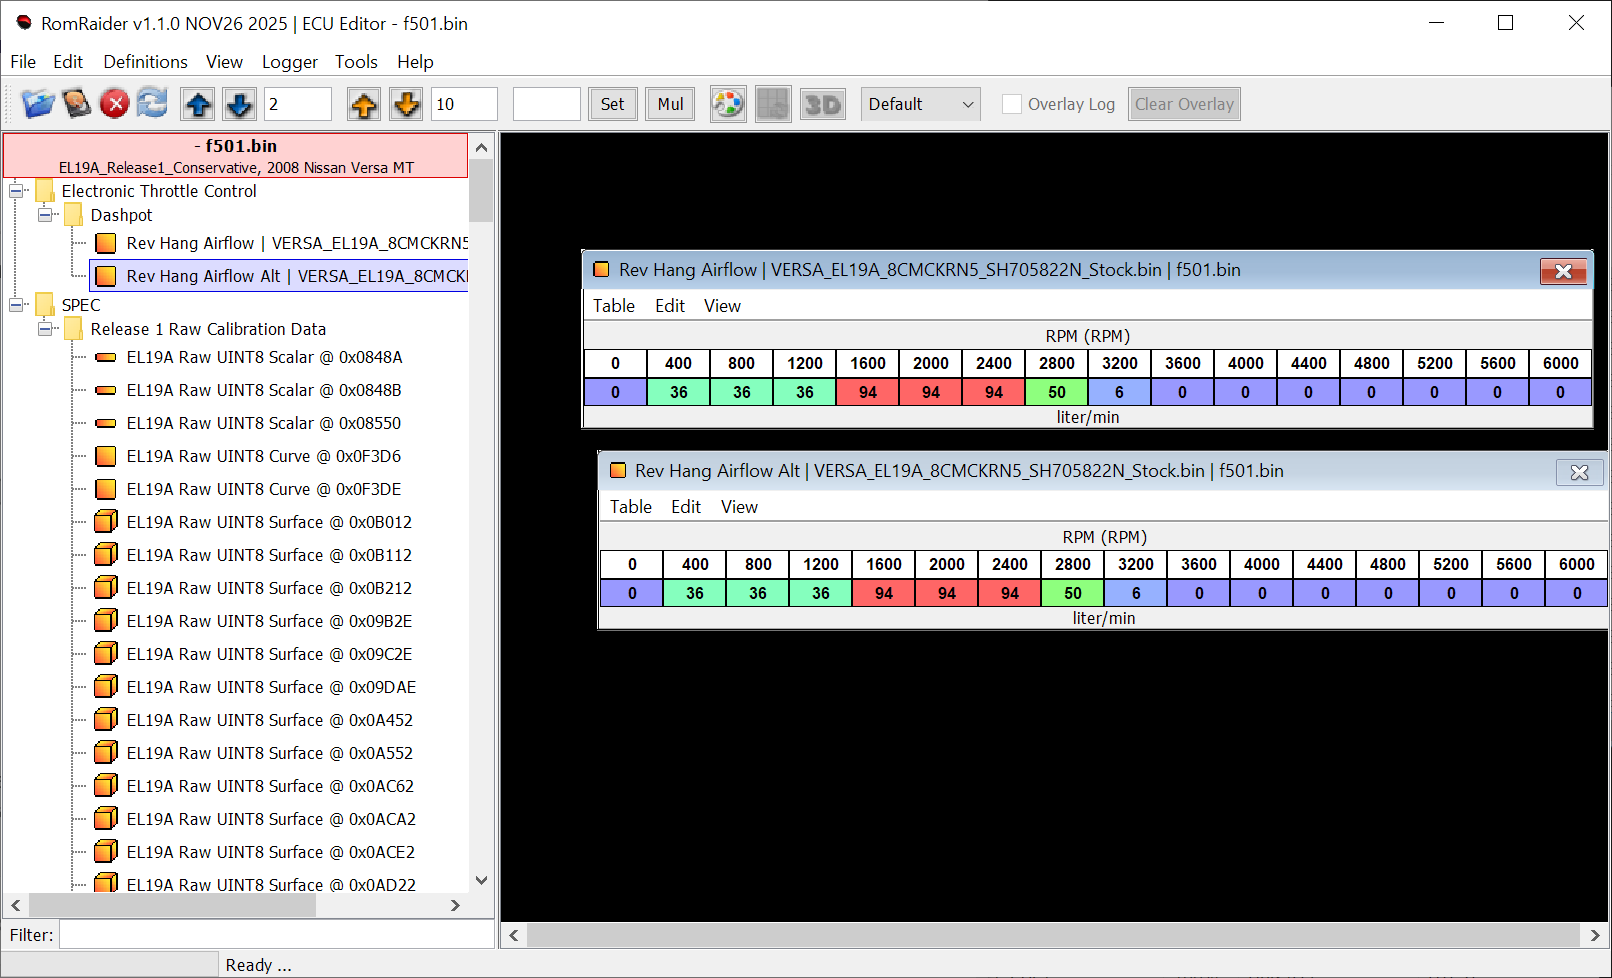 RomRaider v1.1.0 NOV26 2025 | ECU Editor - f501.bin
File Edit Definitions View Logger Tools Help
2 10 Set Mul 3D Default Overlay Log Clear Overlay
- f501.bin
EL19A_Release1_Conservative, 2008 Nissan Versa MT
Electronic Throttle Control
Dashpot
Rev Hang Airflow | VERSA_EL19A_8CMCKRN5
Rev Hang Airflow Alt | VERSA_EL19A_8CMCK
SPEC
Release 1 Raw Calibration Data
EL19A Raw UINT8 Scalar @ 0x0848A
EL19A Raw UINT8 Scalar @ 0x0848B
EL19A Raw UINT8 Scalar @ 0x08550
EL19A Raw UINT8 Curve @ 0x0F3D6
EL19A Raw UINT8 Curve @ 0x0F3DE
EL19A Raw UINT8 Surface @ 0x0B012
EL19A Raw UINT8 Surface @ 0x0B112
EL19A Raw UINT8 Surface @ 0x0B212
EL19A Raw UINT8 Surface @ 0x09B2E
EL19A Raw UINT8 Surface @ 0x09C2E
EL19A Raw UINT8 Surface @ 0x09DAE
EL19A Raw UINT8 Surface @ 0x0A452
EL19A Raw UINT8 Surface @ 0x0A552
EL19A Raw UINT8 Surface @ 0x0AC62
EL19A Raw UINT8 Surface @ 0x0ACA2
EL19A Raw UINT8 Surface @ 0x0ACE2
EL19A Raw UINT8 Surface @ 0x0AD22
Filter:
Ready ...
Rev Hang Airflow | VERSA_EL19A_8CMCKRN5_SH705822N_Stock.bin | f501.bin
Table Edit View
RPM (RPM)
0 400 800 1200 1600 2000 2400 2800 3200 3600 4000 4400 4800 5200 5600 6000
0 36 36 36 94 94 94 50 6 0 0 0 0 0 0 0
liter/min
Rev Hang Airflow Alt | VERSA_EL19A_8CMCKRN5_SH705822N_Stock.bin | f501.bin
Table Edit View
RPM (RPM)
0 400 800 1200 1600 2000 2400 2800 3200 3600 4000 4400 4800 5200 5600 6000
0 36 36 36 94 94 94 50 6 0 0 0 0 0 0 0
liter/min